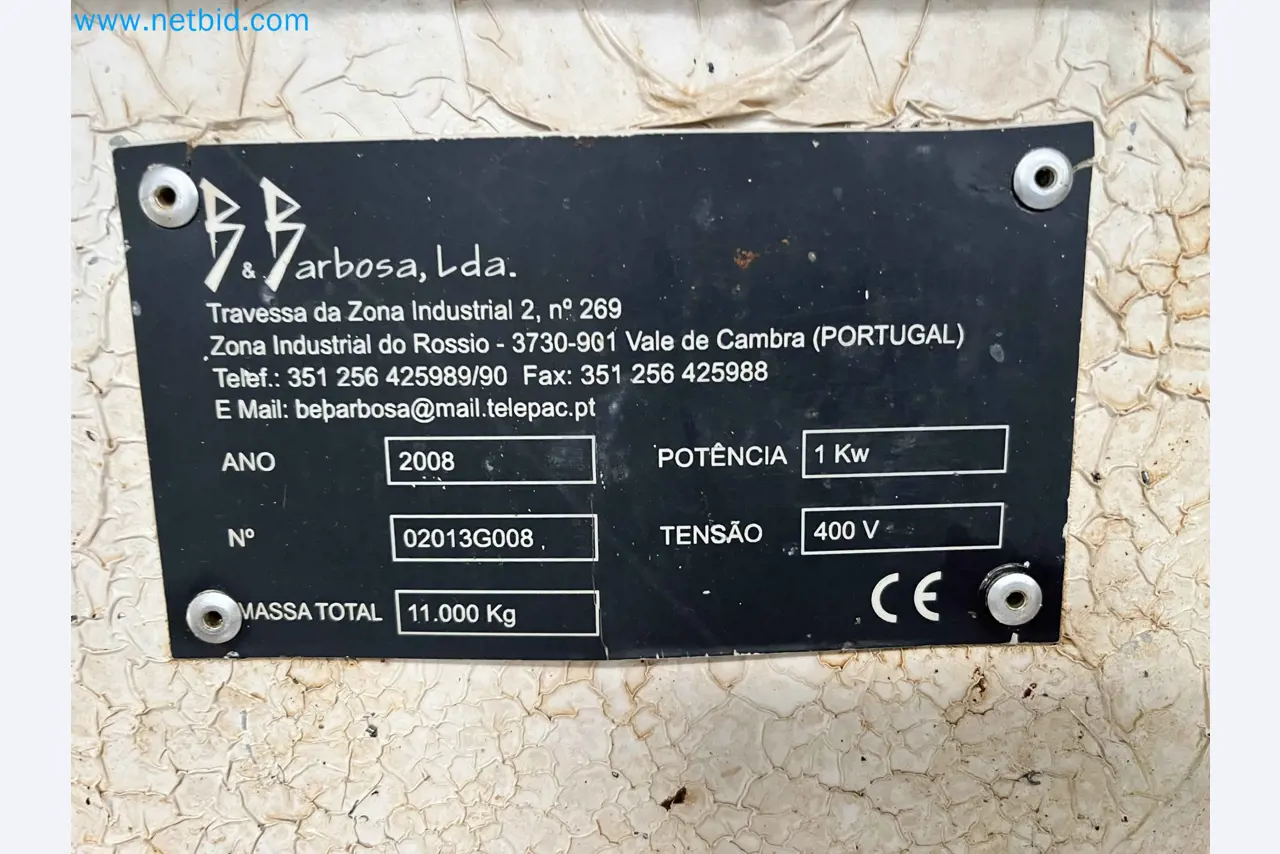 www.netbid.com
B & Barbosa, Lda.
Travessa da Zona Industrial 2, nº 269
Zona Industrial do Rossio - 3730-901 Vale de Cambra (PORTUGAL)
Telef.: 351 256 425989/90 Fax: 351 256 425988
E Mail: bebarbosa@mail.telepac.pt
ANO 2008 POTÊNCIA 1 Kw
Nº 02013G008 TENSÃO 400 V
CE
MASSA TOTAL 11.000 Kg